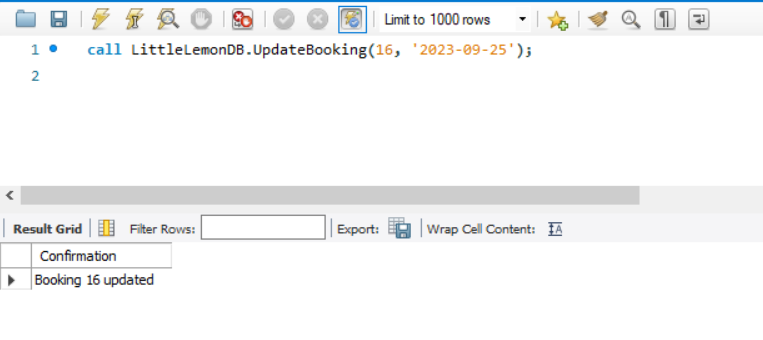 Limit to 1000 rows
1 call LittleLemonDB.UpdateBooking(16, '2023-09-25');
2
Result Grid Filter Rows: Export: Wrap Cell Content:
Confirmation
Booking 16 updated